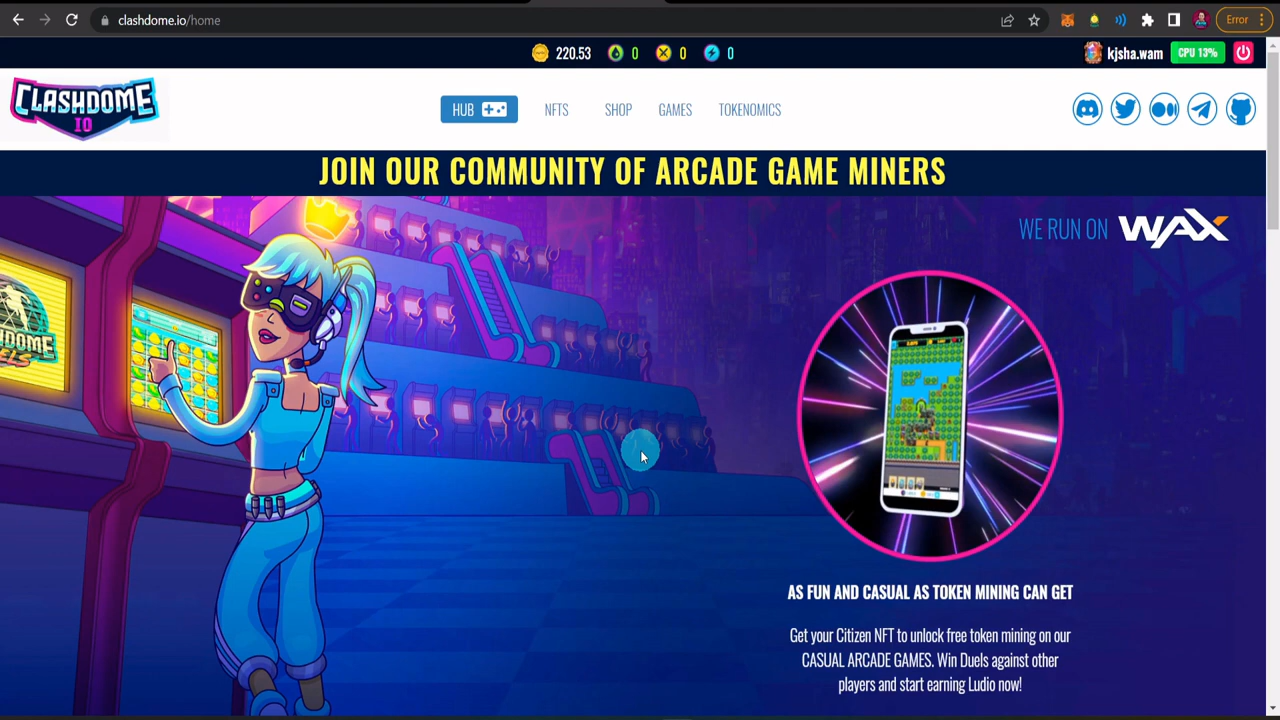 clashdome.io/home
Error
220.53 0 0 0
kjsha.wam CPU 13%
CLASHDOME
IO
HUB NFTS SHOP GAMES TOKENOMICS
JOIN OUR COMMUNITY OF ARCADE GAME MINERS
WE RUN ON WAX
AS FUN AND CASUAL AS TOKEN MINING CAN GET
Get your Citizen NFT to unlock free token mining on our
CASUAL ARCADE GAMES. Win Duels against other
players and start earning Ludio now!